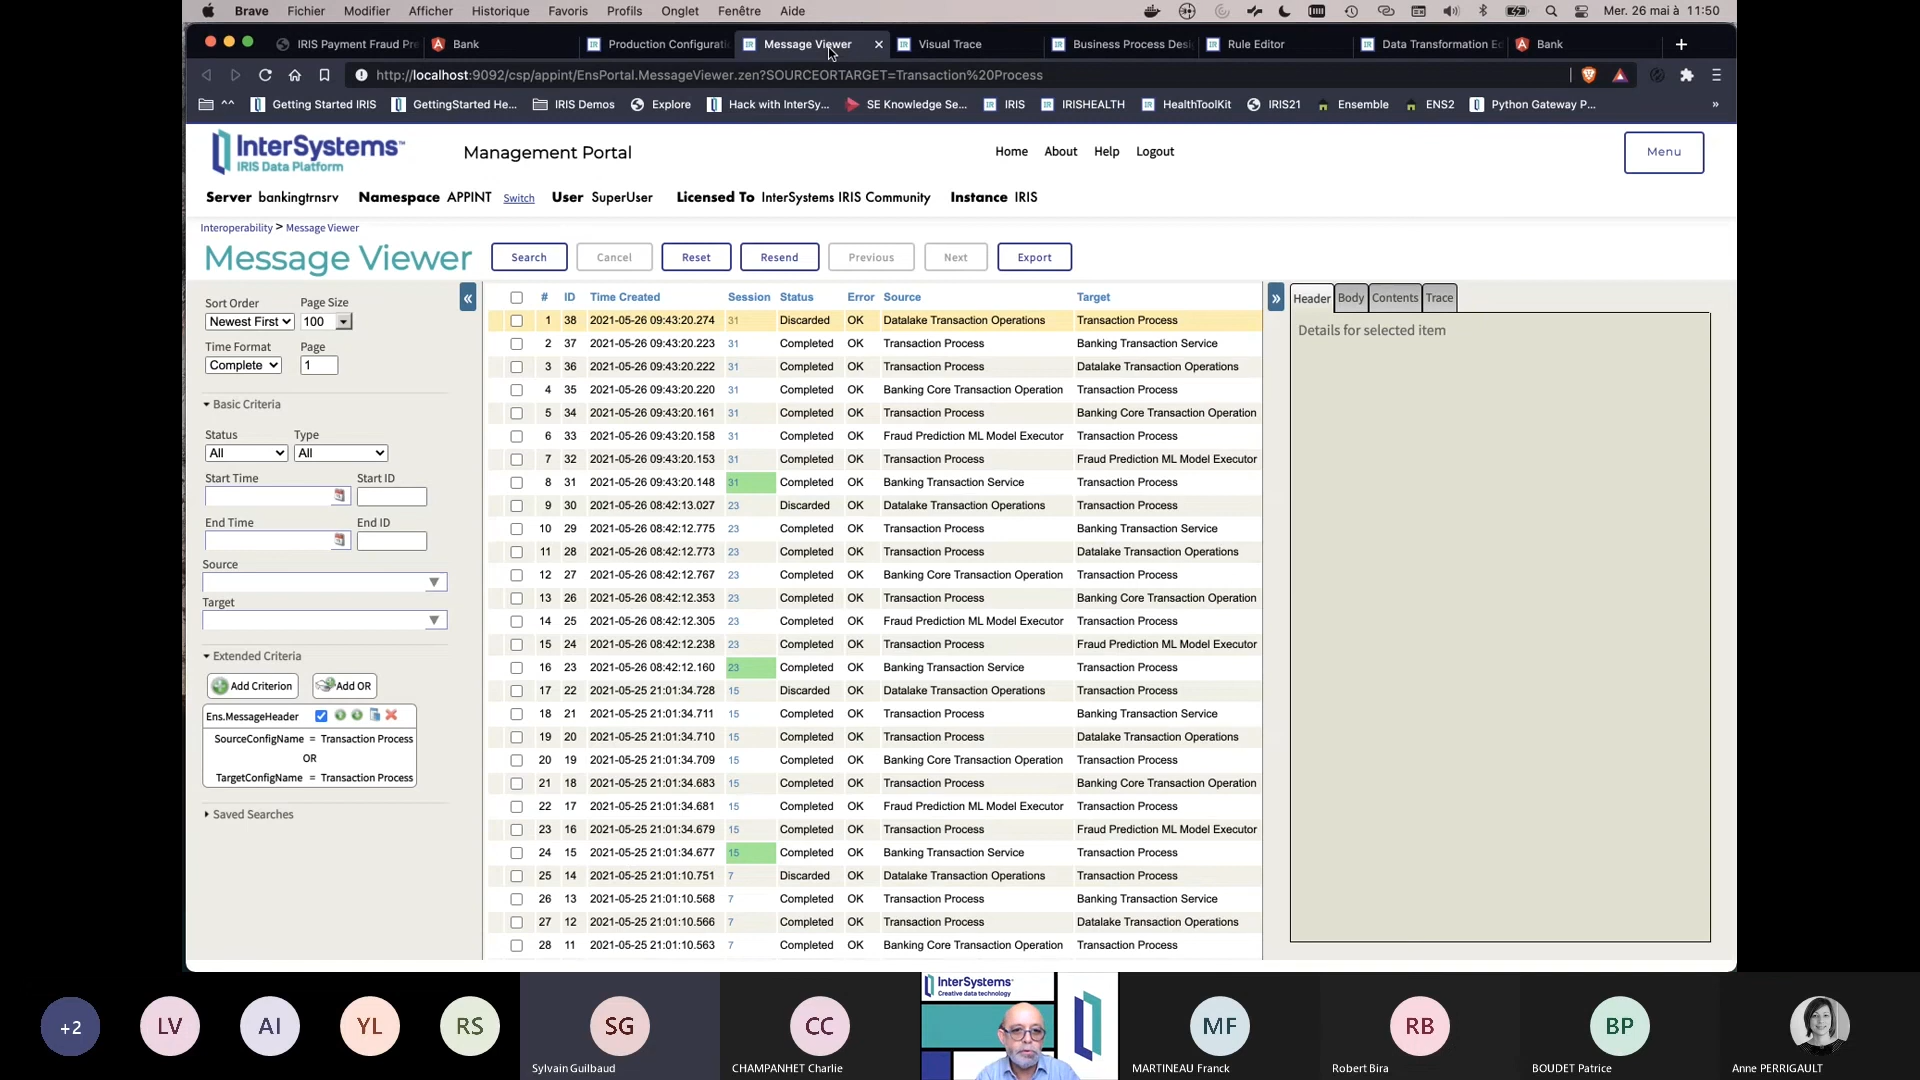 Brave Fichier Modifier Afficher Historique Favoris Profils Onglet Fenêtre Aide Mer. 26 mai à 11:50
IRIS Payment Fraud Pre Bank Production Configurati Message Viewer Visual Trace Business Process Desi Rule Editor Data Transformation Ed Bank
http://localhost:9092/csp/appint/EnsPortal.MessageViewer.zen?SOURCEORTARGET=Transaction%20Process
^^ Getting Started IRIS GettingStarted He... IRIS Demos Explore Hack with InterSy... SE Knowledge Se... IRIS IRISHEALTH HealthToolKit IRIS21 Ensemble ENS2 Python Gateway P... »
InterSystems™
IRIS Data Platform
Management Portal
Home About Help Logout
Menu
Server bankingtrnsrv Namespace APPINT Switch User SuperUser Licensed To InterSystems IRIS Community Instance IRIS
Interoperability > Message Viewer
Message Viewer Search Cancel Reset Resend Previous Next Export
Sort Order Page Size
Newest First 100
Time Format Page
Complete 1
Basic Criteria
Status Type
All All
Start Time Start ID
End Time End ID
Source
Target
Extended Criteria
Add Criterion Add OR
Ens.MessageHeader
SourceConfigName = Transaction Process
OR
TargetConfigName = Transaction Process
Saved Searches
«
# ID Time Created Session Status Error Source Target
1 38 2021-05-26 09:43:20.274 31 Discarded OK Datalake Transaction Operations Transaction Process
2 37 2021-05-26 09:43:20.223 31 Completed OK Transaction Process Banking Transaction Service
3 36 2021-05-26 09:43:20.222 31 Completed OK Transaction Process Datalake Transaction Operations
4 35 2021-05-26 09:43:20.220 31 Completed OK Banking Core Transaction Operation Transaction Process
5 34 2021-05-26 09:43:20.161 31 Completed OK Transaction Process Banking Core Transaction Operation
6 33 2021-05-26 09:43:20.158 31 Completed OK Fraud Prediction ML Model Executor Transaction Process
7 32 2021-05-26 09:43:20.153 31 Completed OK Transaction Process Fraud Prediction ML Model Executor
8 31 2021-05-26 09:43:20.148 31 Completed OK Banking Transaction Service Transaction Process
9 30 2021-05-26 08:42:13.027 23 Discarded OK Datalake Transaction Operations Transaction Process
10 29 2021-05-26 08:42:12.775 23 Completed OK Transaction Process Banking Transaction Service
11 28 2021-05-26 08:42:12.773 23 Completed OK Transaction Process Datalake Transaction Operations
12 27 2021-05-26 08:42:12.767 23 Completed OK Banking Core Transaction Operation Transaction Process
13 26 2021-05-26 08:42:12.353 23 Completed OK Transaction Process Banking Core Transaction Operation
14 25 2021-05-26 08:42:12.305 23 Completed OK Fraud Prediction ML Model Executor Transaction Process
15 24 2021-05-26 08:42:12.238 23 Completed OK Transaction Process Fraud Prediction ML Model Executor
16 23 2021-05-26 08:42:12.160 23 Completed OK Banking Transaction Service Transaction Process
17 22 2021-05-25 21:01:34.728 15 Discarded OK Datalake Transaction Operations Transaction Process
18 21 2021-05-25 21:01:34.711 15 Completed OK Transaction Process Banking Transaction Service
19 20 2021-05-25 21:01:34.710 15 Completed OK Transaction Process Datalake Transaction Operations
20 19 2021-05-25 21:01:34.709 15 Completed OK Banking Core Transaction Operation Transaction Process
21 18 2021-05-25 21:01:34.683 15 Completed OK Transaction Process Banking Core Transaction Operation
22 17 2021-05-25 21:01:34.681 15 Completed OK Fraud Prediction ML Model Executor Transaction Process
23 16 2021-05-25 21:01:34.679 15 Completed OK Transaction Process Fraud Prediction ML Model Executor
24 15 2021-05-25 21:01:34.677 15 Completed OK Banking Transaction Service Transaction Process
25 14 2021-05-25 21:01:10.751 7 Discarded OK Datalake Transaction Operations Transaction Process
26 13 2021-05-25 21:01:10.568 7 Completed OK Transaction Process Banking Transaction Service
27 12 2021-05-25 21:01:10.566 7 Completed OK Transaction Process Datalake Transaction Operations
28 11 2021-05-25 21:01:10.563 7 Completed OK Banking Core Transaction Operation Transaction Process
»
Header Body Contents Trace
Details for selected item
+2 LV AI YL RS SG CC MF RB BP
InterSystems™
Creative data technology
Sylvain Guilbaud CHAMPANHET Charlie MARTINEAU Franck Robert Bira BOUDET Patrice Anne PERRIGAULT